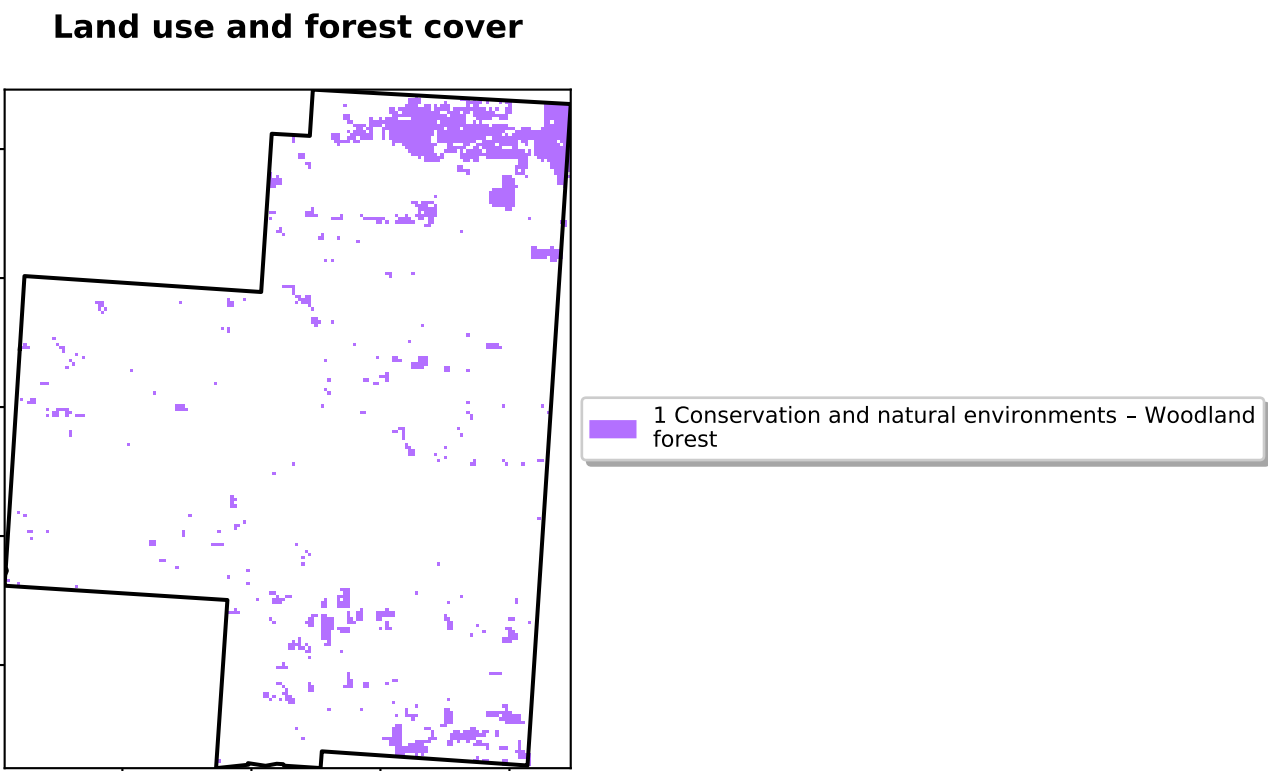 Land use and forest cover
1 Conservation and natural environments – Woodland
forest